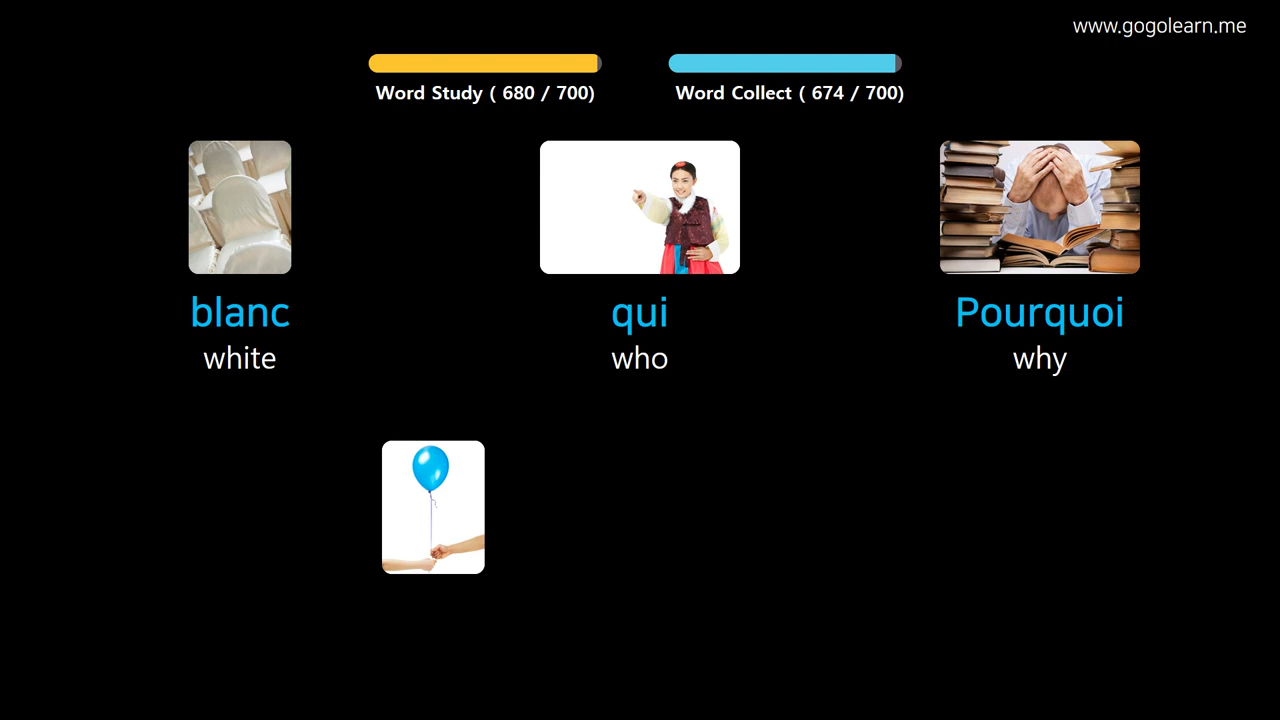 www.gogolearn.me
Word Study ( 680 / 700)
Word Collect ( 674 / 700)
blanc
qui
Pourquoi
white
who
why